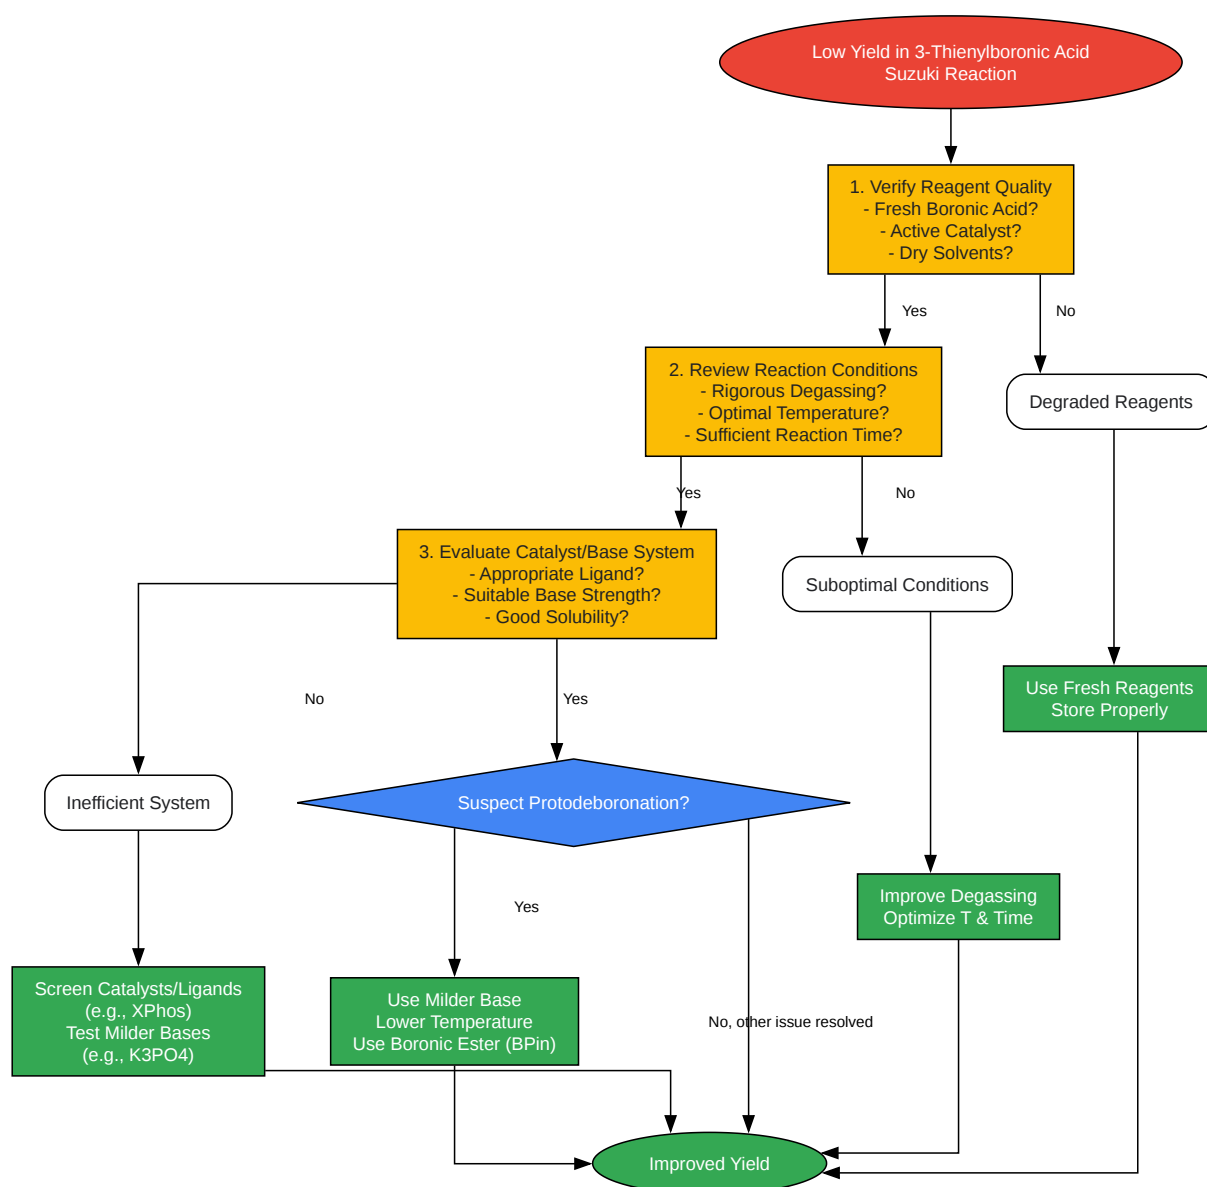 Low Yield in 3-Thienylboronic Acid
Suzuki Reaction
1. Verify Reagent Quality
- Fresh Boronic Acid?
- Active Catalyst?
- Dry Solvents?
Yes
No
2. Review Reaction Conditions
- Rigorous Degassing?
- Optimal Temperature?
- Sufficient Reaction Time?
Degraded Reagents
Yes
No
3. Evaluate Catalyst/Base System
- Appropriate Ligand?
- Suitable Base Strength?
- Good Solubility?
Suboptimal Conditions
Use Fresh Reagents
Store Properly
No
Yes
Inefficient System
Suspect Protodeboronation?
Yes
Improve Degassing
Optimize T & Time
Screen Catalysts/Ligands
(e.g., XPhos)
Test Milder Bases
(e.g., K3PO4)
Use Milder Base
Lower Temperature
Use Boronic Ester (BPin)
No, other issue resolved
Improved Yield